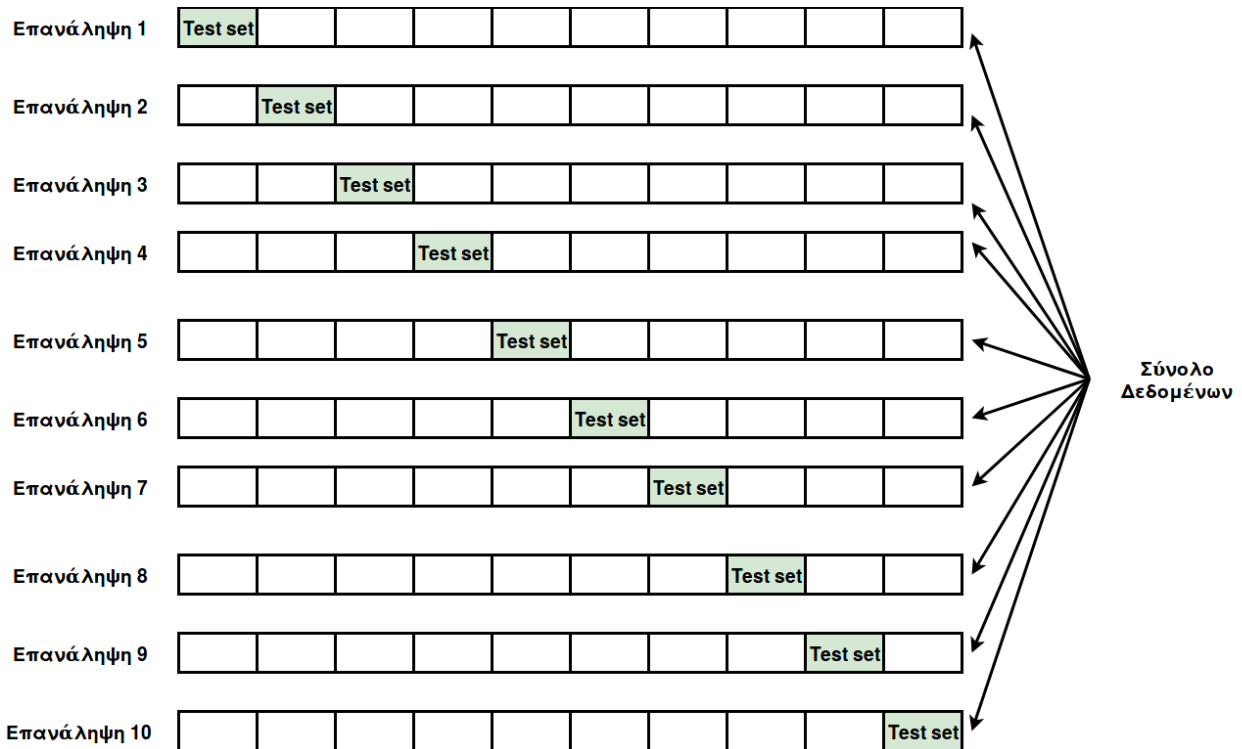 Επανάληψη 1
Test set
Επανάληψη 2
Test set
Επανάληψη 3
Test set
Επανάληψη 4
Test set
Επανάληψη 5
Test set
Επανάληψη 6
Test set
Επανάληψη 7
Test set
Επανάληψη 8
Test set
Επανάληψη 9
Test set
Επανάληψη 10
Test set
Σύνολο
Δεδομένων